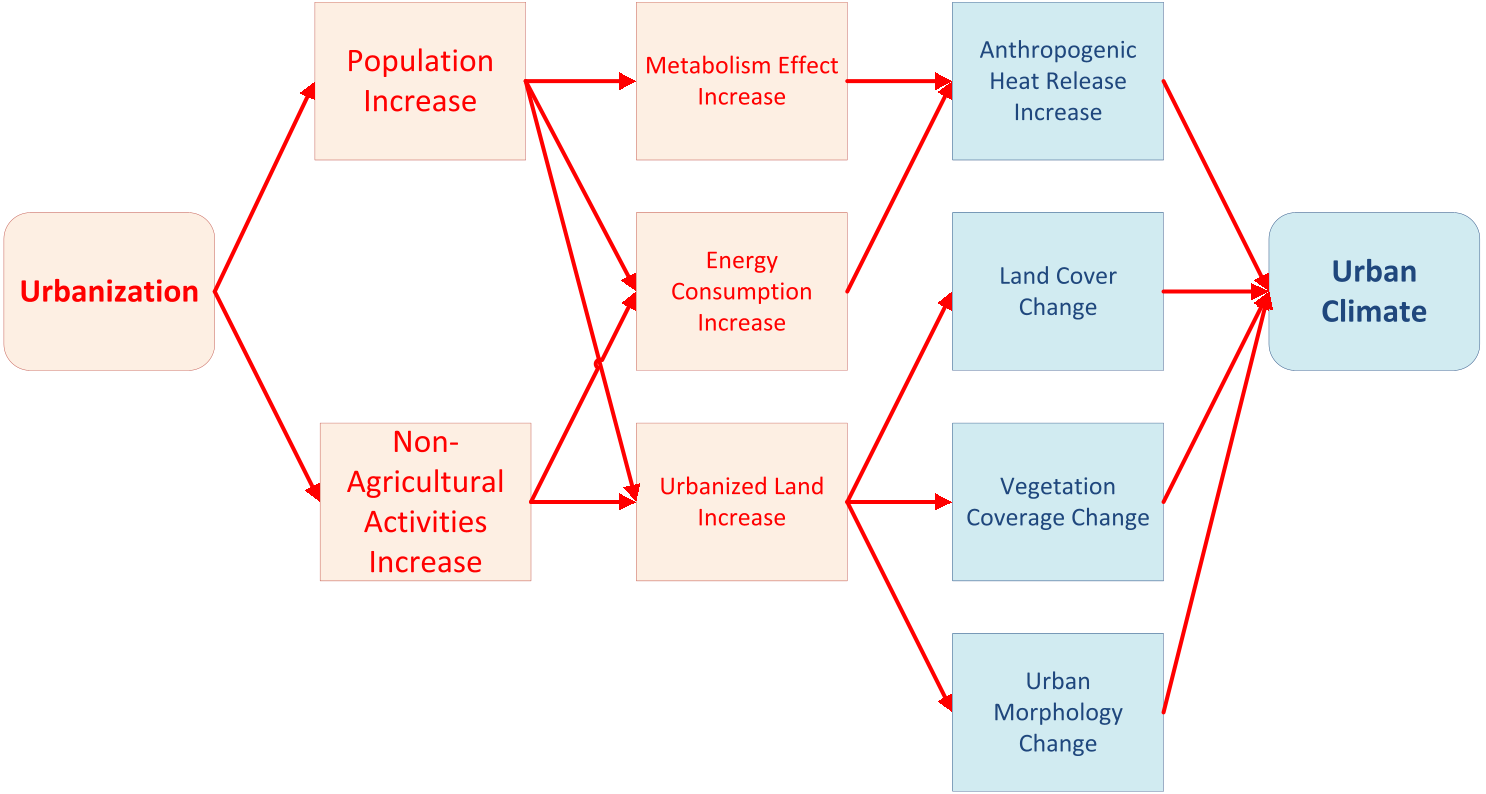 Urbanization
Population
Increase
Non-
Agricultural
Activities
Increase
Metabolism Effect
Increase
Energy
Consumption
Increase
Urbanized Land
Increase
Anthropogenic
Heat Release
Increase
Land Cover
Change
Vegetation
Coverage Change
Urban
Morphology
Change
Urban
Climate